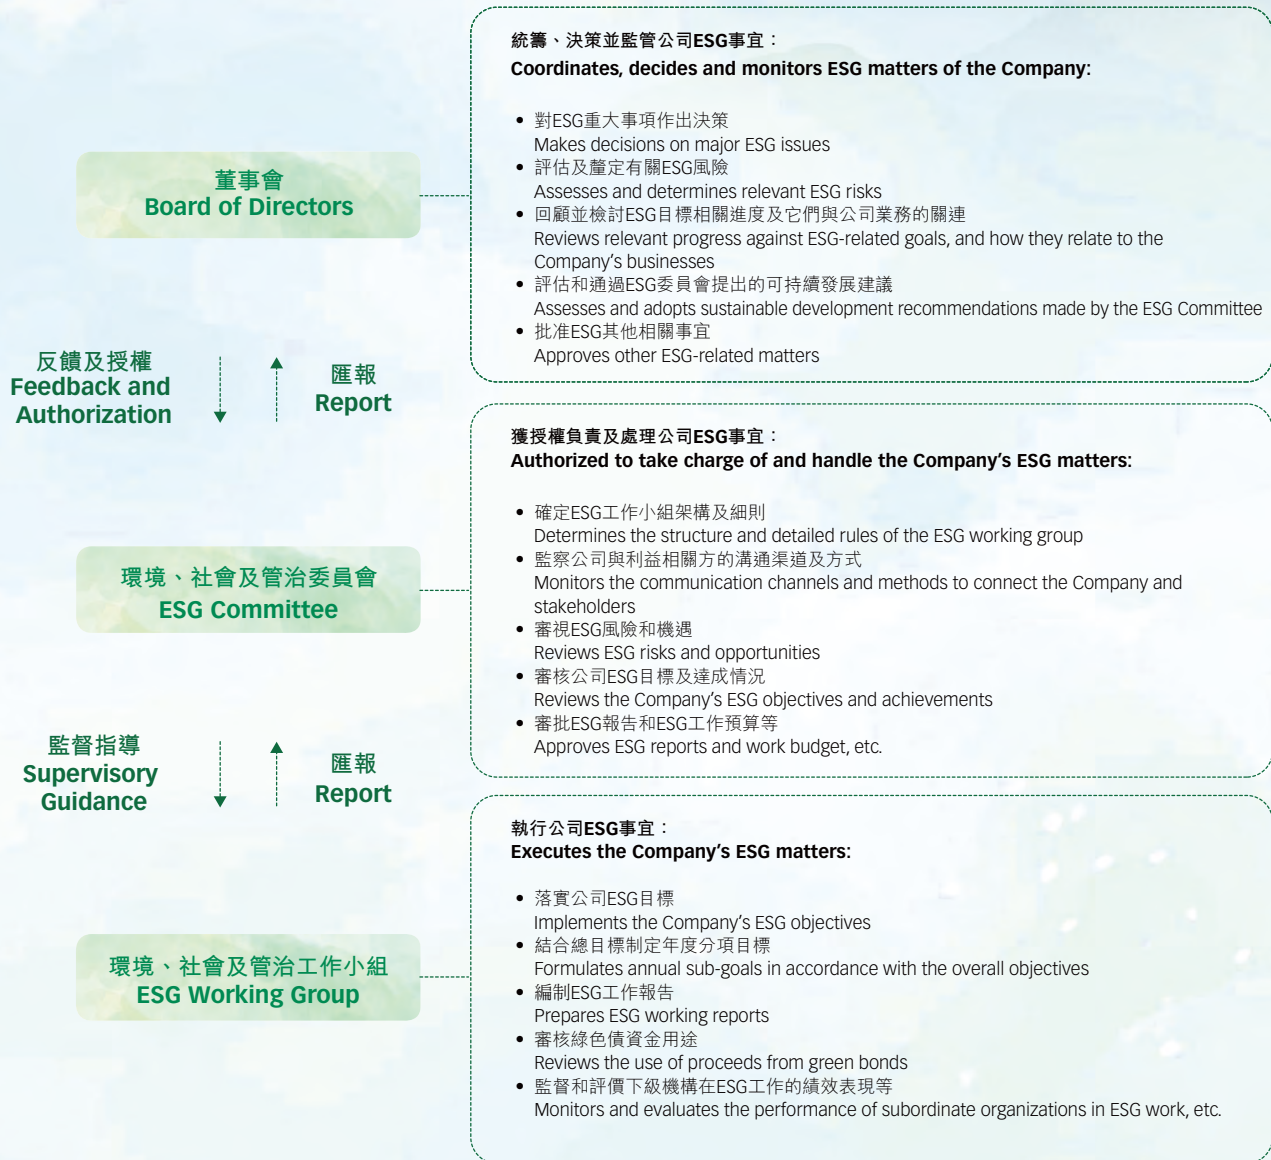 統籌、決策並監管公司ESG事宜：
Coordinates, decides and monitors ESG matters of the Company:
• 對ESG重大事項作出決策
Makes decisions on major ESG issues
• 評估及釐定有關ESG風險
Assesses and determines relevant ESG risks
• 回顧並檢討ESG目標相關進度及它們與公司業務的關連
Reviews relevant progress against ESG-related goals, and how they relate to the
Company's businesses
• 評估和通過ESG委員會提出的可持續發展建議
Assesses and adopts sustainable development recommendations made by the ESG Committee
• 批准ESG其他相關事宜
Approves other ESG-related matters
董事會
Board of Directors
反饋及授權
Feedback and
Authorization
匯報
Report
獲授權負責及處理公司ESG事宜：
Authorized to take charge of and handle the Company's ESG matters:
• 確定ESG工作小組架構及細則
Determines the structure and detailed rules of the ESG working group
• 監察公司與利益相關方的溝通渠道及方式
Monitors the communication channels and methods to connect the Company and
stakeholders
• 審視ESG風險和機遇
Reviews ESG risks and opportunities
• 審核公司ESG目標及達成情況
Reviews the Company's ESG objectives and achievements
• 審批ESG報告和ESG工作預算等
Approves ESG reports and work budget, etc.
環境、社會及管治委員會
ESG Committee
監督指導
Supervisory
Guidance
匯報
Report
執行公司ESG事宜：
Executes the Company's ESG matters:
• 落實公司ESG目標
Implements the Company's ESG objectives
• 結合總目標制定年度分項目標
Formulates annual sub-goals in accordance with the overall objectives
• 編制ESG工作報告
Prepares ESG working reports
• 審核綠色債資金用途
Reviews the use of proceeds from green bonds
• 監督和評價下級機構在ESG工作的績效表現等
Monitors and evaluates the performance of subordinate organizations in ESG work, etc.
環境、社會及管治工作小組
ESG Working Group